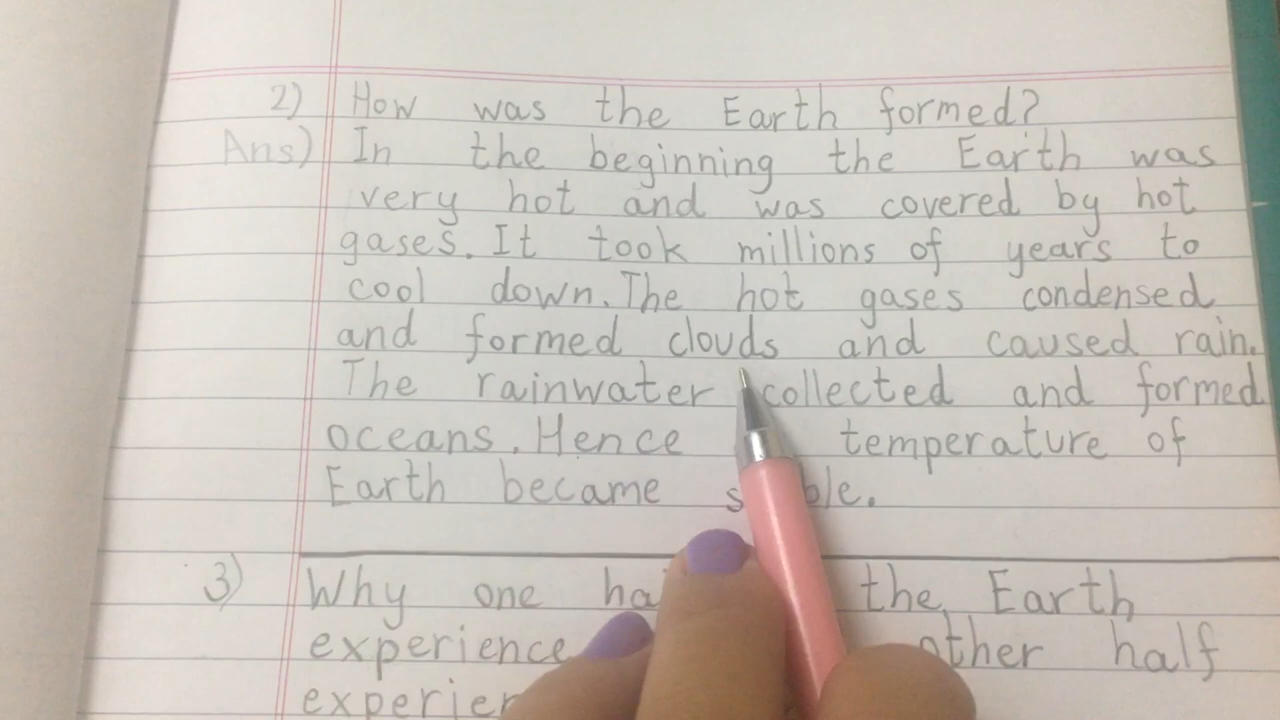 2) How was the Earth formed?
Ans) In the beginning the Earth was
very hot and was covered by hot
gases. It took millions of years to
cool down. The hot gases condensed
and formed clouds and caused rain.
The rainwater collected and formed
oceans. Hence temperature of
Earth became
3) Why one the Earth
experience other half